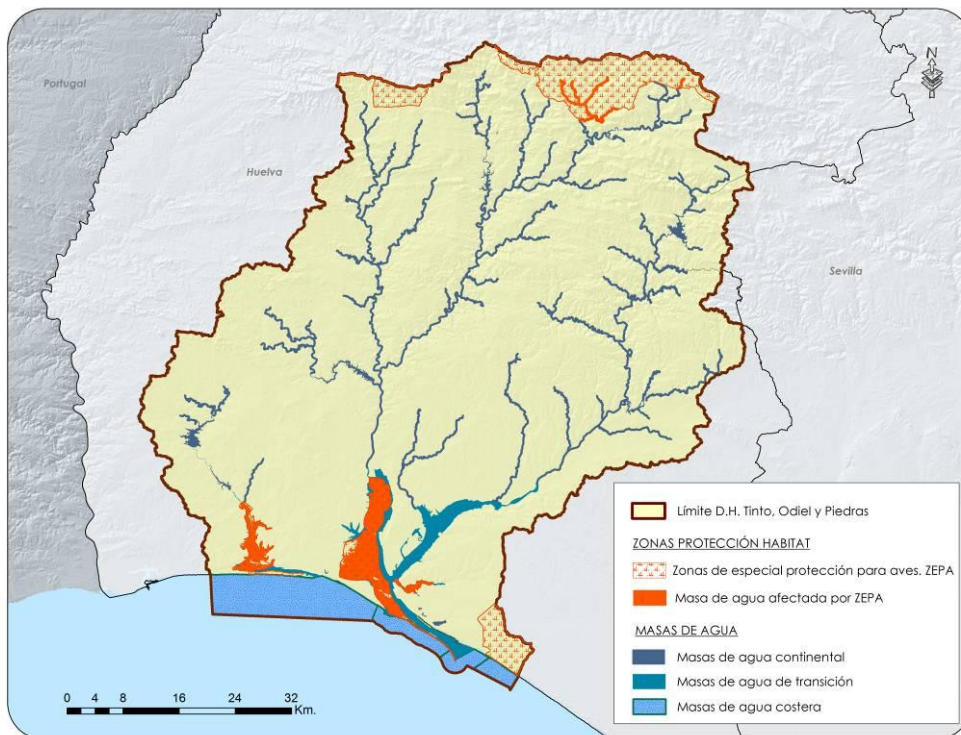 Portugal
N
Huelva
Sevilla
Límite D.H. Tinto, Odiel y Piedras
ZONAS PROTECCIÓN HABITAT
Zonas de especial protección para aves. ZEPA
Masa de agua afectada por ZEPA
MASAS DE AGUA
Masas de agua continental
Masas de agua de transición
Masas de agua costera
0 4 8 16 24 32
Km.